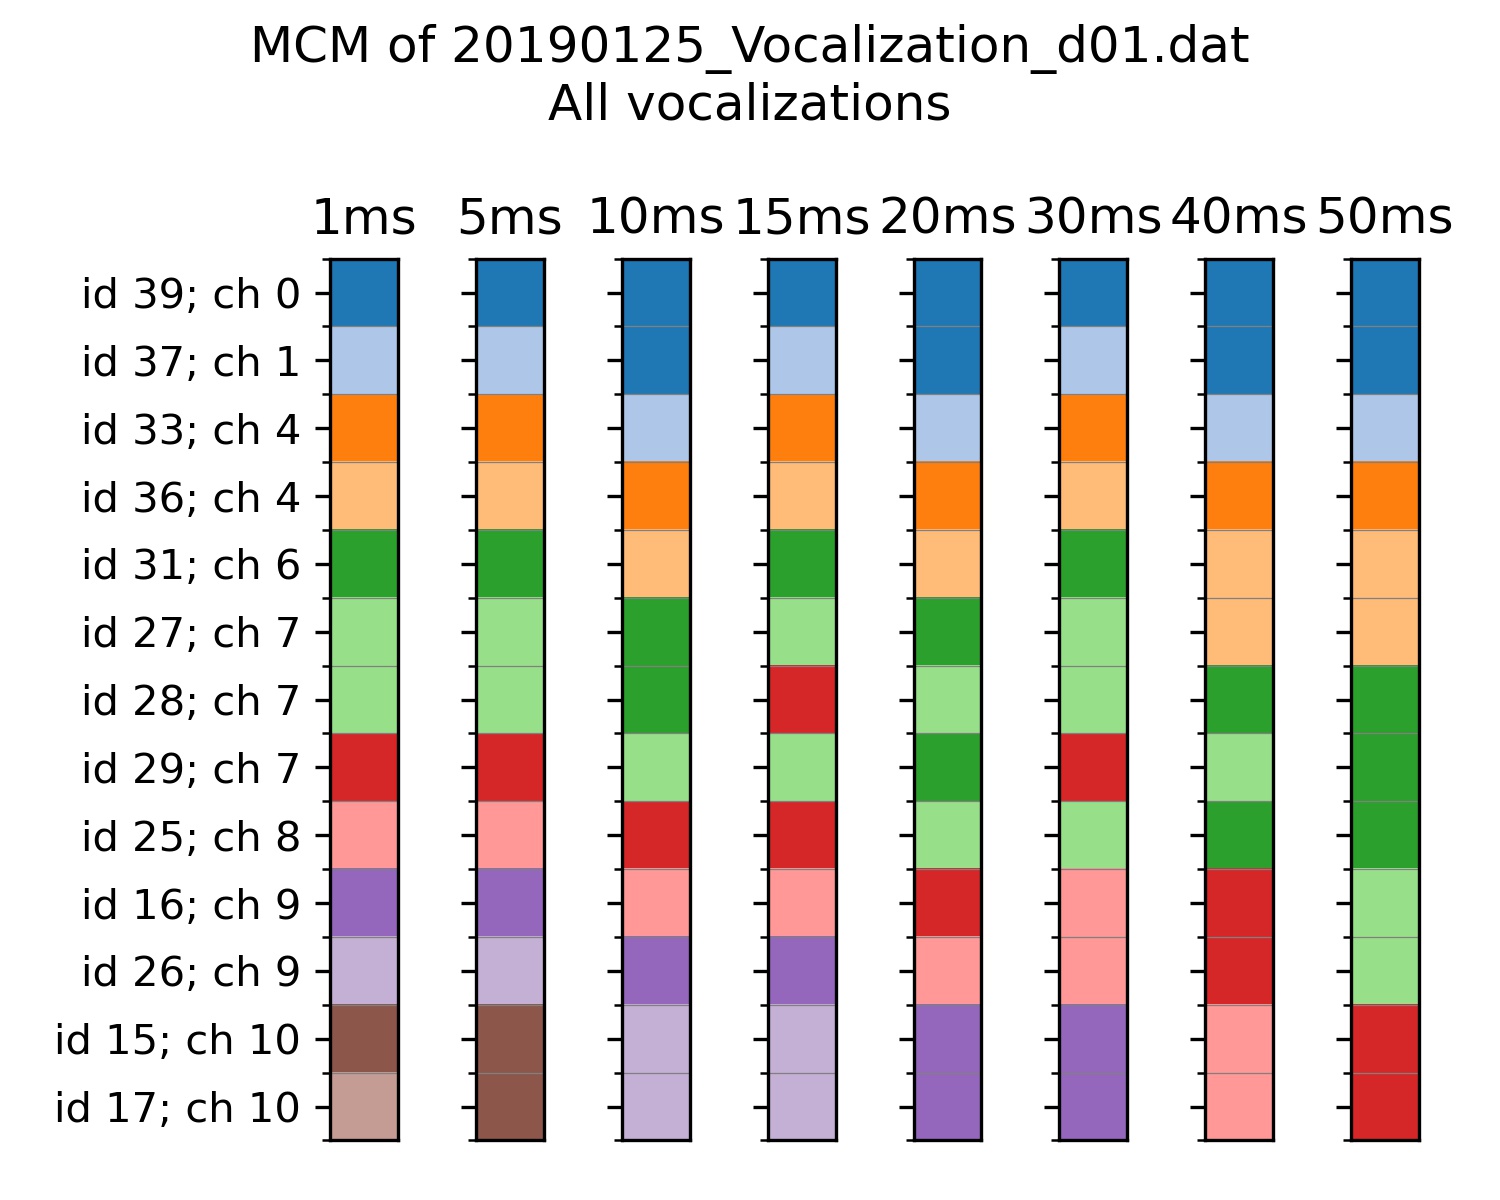 MCM of 20190125_Vocalization_d01.dat
All vocalizations
1ms 5ms 10ms 15ms 20ms 30ms 40ms 50ms
id 39; ch 0
id 37; ch 1
id 33; ch 4
id 36; ch 4
id 31; ch 6
id 27; ch 7
id 28; ch 7
id 29; ch 7
id 25; ch 8
id 16; ch 9
id 26; ch 9
id 15; ch 10
id 17; ch 10